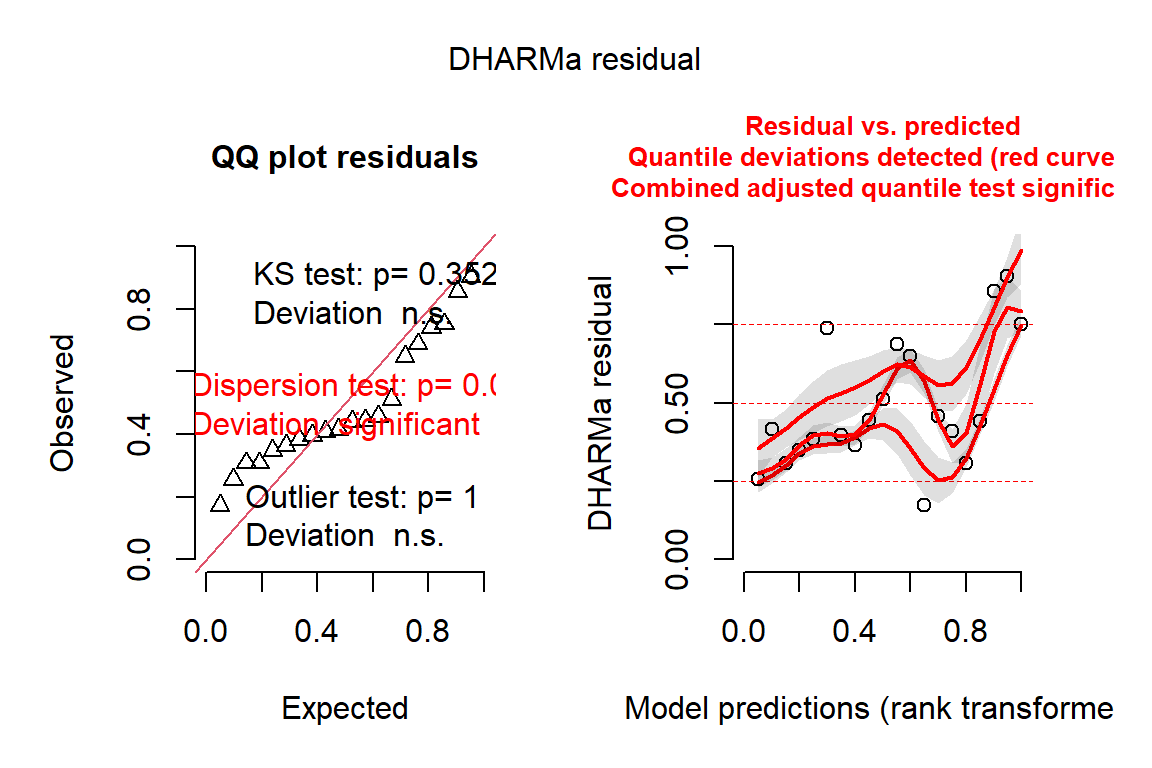 DHARMa residual
QQ plot residuals
Observed
0.0 0.4 0.8
KS test: p= 0.352
Deviation n.s.
Dispersion test: p= 0.0
Deviation significant
Outlier test: p= 1
Deviation n.s.
0.0 0.4 0.8
Expected
Residual vs. predicted
Quantile deviations detected (red curve
Combined adjusted quantile test signific
DHARMa residual
0.00 0.50 1.00
0.0 0.4 0.8
Model predictions (rank transforme